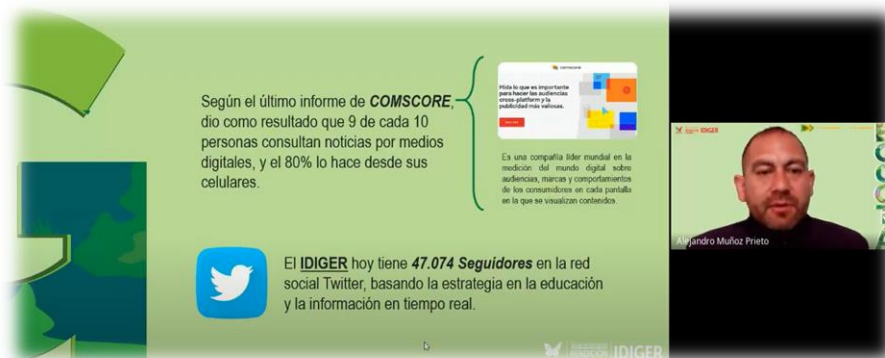 Según el último informe de COMSCORE,
dio como resultado que 9 de cada 10
personas consultan noticias por medios
digitales, y el 80% lo hace desde sus
celulares.
comscore
Mida lo que es importante
para hacer las audiencias
cross-platform y la
publicidad más valiosas.
Es una compañía líder mundial en la
medición del mundo digital sobre
audiencias, marcas y comportamientos
de los consumidores en cada pantalla
en la que se visualizan contenidos.
El IDIGER hoy tiene 47.074 Seguidores en la red
social Twitter, basando la estrategia en la educación
y la información en tiempo real.
IDIGER
IDIGER
BOGOTÁ
Alejandro Muñoz Prieto